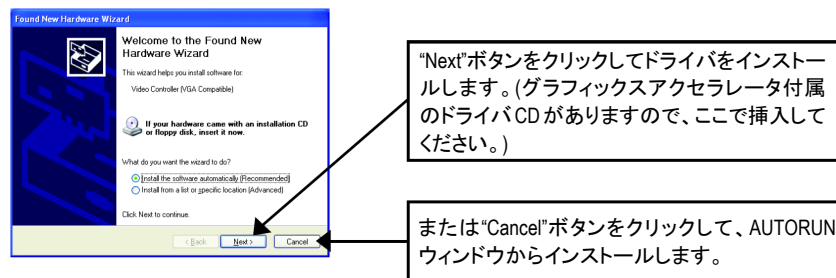 Found New Hardware Wizard
Welcome to the Found New
Hardware Wizard
This wizard helps you install software for:
Video Controller (VGA Compatible)
If your hardware came with an installation CD
or floppy disk, insert it now.
What do you want the wizard to do?
Install the software automatically (Recommended)
Install from a list or specific location (Advanced)
Click Next to continue.
< Back Next > Cancel
“Next”ボタンをクリックしてドライバをインストー
ルします。(グラフィックスアクセラレータ付属
のドライバCDがありますので、ここで挿入して
ください。)
または“Cancel”ボタンをクリックして、AUTORUN
ウィンドウからインストールします。